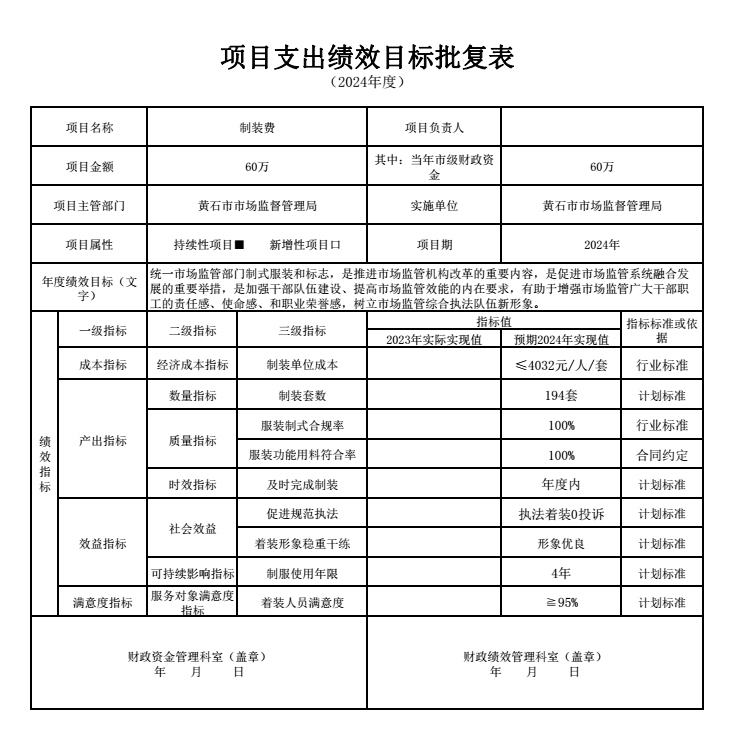 项目支出绩效目标批复表
（2024年度）
项目名称 制装费 项目负责人
项目金额 60万 其中：当年市级财政资
金 60万
项目主管部门 黄石市市场监督管理局 实施单位 黄石市市场监督管理局
项目属性 持续性项目■ 新增性项目口 项目期 2024年
年度绩效目标（文
字）
统一市场监管部门制式服装和标志，是推进市场监管机构改革的重要内容，是促进市场监管系统融合发
展的重要举措，是加强干部队伍建设、提高市场监管效能的内在要求，有助于增强市场监管广大干部职
工的责任感、使命感、和职业荣誉感，树立市场监管综合执法队伍新形象。
绩
效
指
标
一级指标 二级指标 三级指标 指标值 指标标准或依
据
2023年实际实现值 预期2024年实现值
成本指标 经济成本指标 制装单位成本 ≤4032元/人/套 行业标准
产出指标 数量指标 制装套数 194套 计划标准
质量指标 服装制式合规率 100% 行业标准
服装功能用料符合率 100% 合同约定
时效指标 及时完成制装 年度内 计划标准
效益指标 社会效益 促进规范执法 执法着装0投诉 计划标准
着装形象稳重干练 形象优良 计划标准
可持续影响指标 制服使用年限 4年 计划标准
满意度指标 服务对象满意度
指标 着装人员满意度 ≧95% 计划标准
财政资金管理科室（盖章）
年 月 日
财政绩效管理科室（盖章）
年 月 日